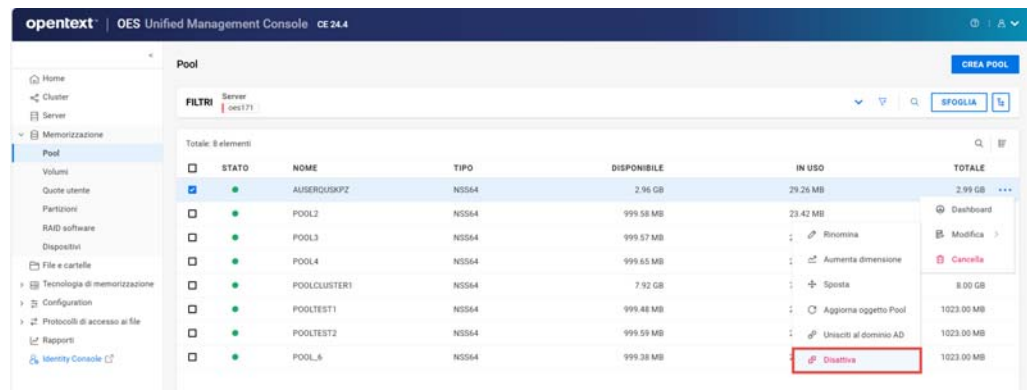 opentext™ | OES Unified Management Console CE 24.4
Pool
CREA POOL
Home
Cluster
Server
Memorizzazione
Pool
Volumi
Quote utente
Partizioni
RAID software
Dispositivi
File e cartelle
Tecnologia di memorizzazione
Configuration
Protocolli di accesso ai file
Rapporti
Identity Console
FILTRI Server
oes171
SFOGLIA
Totale: 8 elementi
STATO NOME TIPO DISPONIBILE IN USO TOTALE
AUSERQUSKPZ NSS64 2.96 GB 29.26 MB 2.99 GB
POOL2 NSS64 999.58 MB 23.42 MB
POOL3 NSS64 999.57 MB
POOL4 NSS64 999.65 MB
POOLCLUSTER1 NSS64 7.92 GB 8.00 GB
POOLTEST1 NSS64 999.48 MB 1023.00 MB
POOLTEST2 NSS64 999.59 MB 1023.00 MB
POOL_6 NSS64 999.38 MB 1023.00 MB
Dashboard
Modifica
Cancella
Rinomina
Aumenta dimensione
Sposta
Aggiorna oggetto Pool
Unisciti al dominio AD
Disattiva